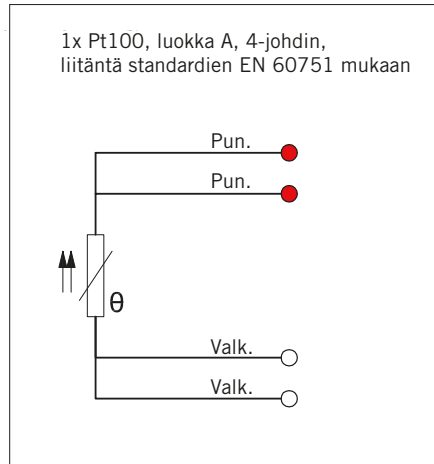 1x Pt100, luokka A, 4-johdin,
liitäntä standardien EN 60751 mukaan
Pun.
Pun.
θ
Valk.
Valk.